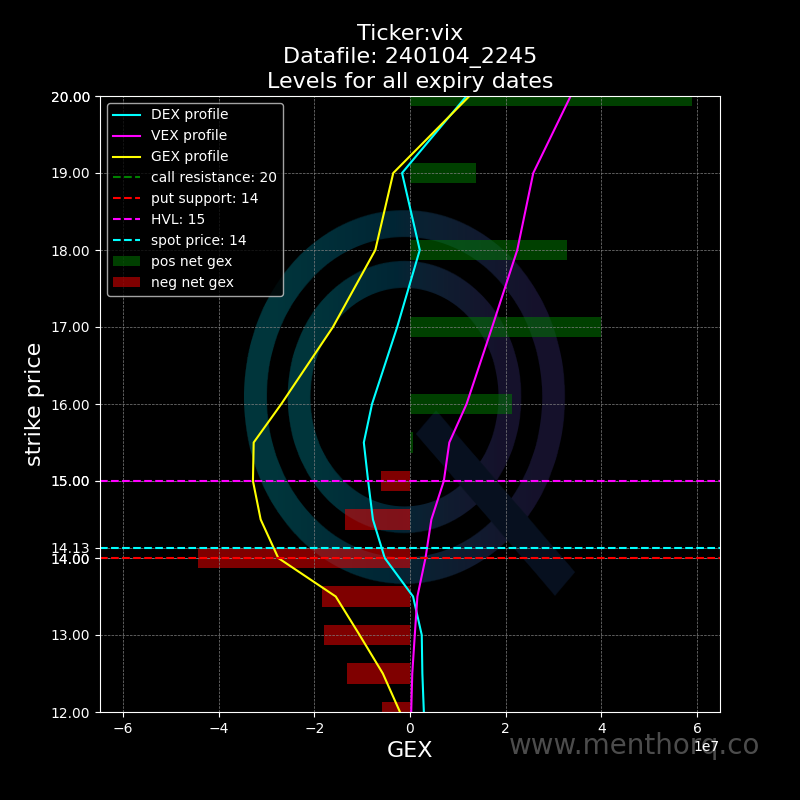 Ticker:vix
Datafile: 240104_2245
Levels for all expiry dates
DEX profile
VEX profile
GEX profile
call resistance: 20
put support: 14
HVL: 15
spot price: 14
pos net gex
neg net gex
strike price
20.00
19.00
18.00
17.00
16.00
15.00
14.13
14.00
13.00
12.00
−6
−4
−2
0
2
4
6
1e7
GEX
www.menthorq.co